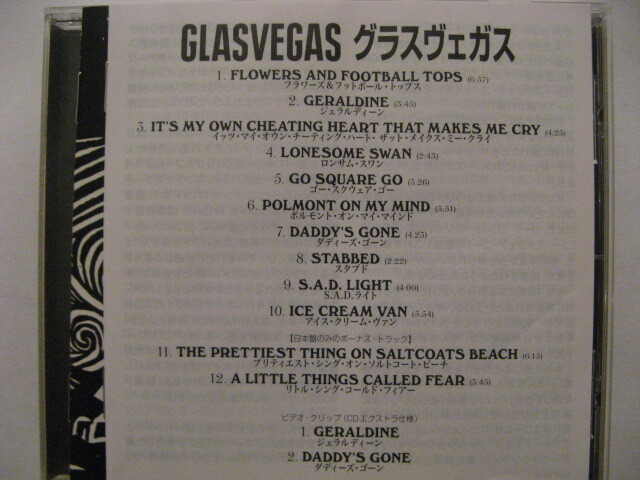 GLASVEGAS グラスヴェガス
1. FLOWERS AND FOOTBALL TOPS (6:57)
フラワーズ&フットボール・トップス
2. GERALDINE (3:45)
ジェラルディーン
3. IT'S MY OWN CHEATING HEART THAT MAKES ME CRY (4:25)
イッツ・マイ・オウン・チーティング・ハート・ザット・メイクス・ミー・クライ
4. LONESOME SWAN (2:45)
ロンサム・スワン
5. GO SQUARE GO (3:26)
ゴー・スクウェア・ゴー
6. POLMONT ON MY MIND (3:51)
ポルモント・オン・マイ・マインド
7. DADDY'S GONE (4:25)
ダディーズ・ゴーン
8. STABBED (2:22)
スタブド
9. S.A.D. LIGHT (4:00)
S.A.D.ライト
10. ICE CREAM VAN (5:54)
アイス・クリーム・ヴァン
【日本盤のみのボーナス・トラック】
11. THE PRETTIEST THING ON SALTCOATS BEACH (6:15)
プリティエスト・シング・オン・ソルトコート・ビーチ
12. A LITTLE THINGS CALLED FEAR (3:45)
リトル・シング・コールド・フィアー
ビデオ・クリップ(CDエクストラ仕様)
1. GERALDINE
ジェラルディーン
2. DADDY'S GONE
ダディーズ・ゴーン